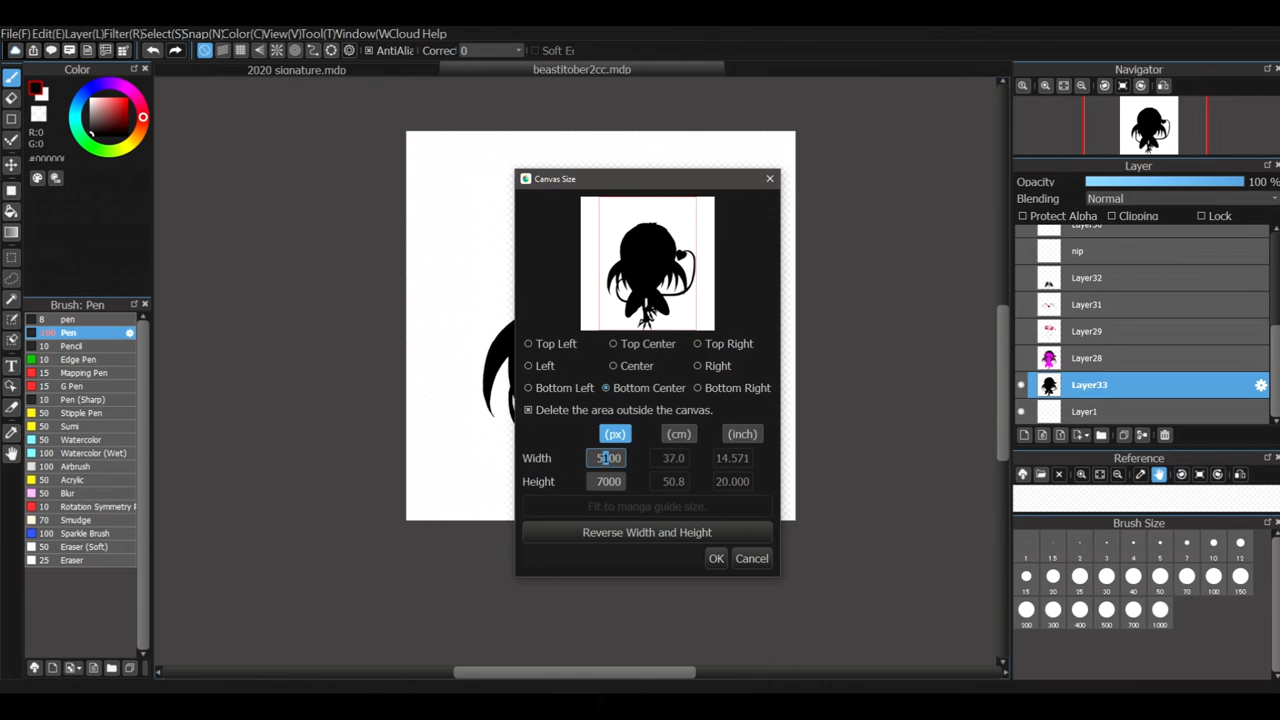 File(F) Edit(E) Layer(L) Filter(R) Select(S) Snap(N) Color(C) View(V) Tool(T) Window(W Cloud Help
AntiAlia Correct 0 Soft E
Color 2020 sionature.mdp beastitober2cc.mdp Navigator
R:0
G:0
#000000
Layer
Opacity 100 %
Blending Normal
Protect Alpha Clipping Lock
Canvas Size
nip
Layer32
Layer31
Layer29
Layer28
Layer33
Layer1
Brush: Pen
8 pen
100 Pen
10 Pencil
10 Edge Pen
15 Mapping Pen
15 G Pen
10 Pen (Sharp)
50 Stipple Pen
50 Sumi
50 Watercolor
100 Watercolor (Wet)
100 Airbrush
50 Acrylic
50 Blur
10 Rotation Symmetry P
70 Smudge
100 Sparkle Brush
50 Eraser (Soft)
25 Eraser
Top Left Top Center Top Right
Left Center Right
Bottom Left Bottom Center Bottom Right
Delete the area outside the canvas.
(px) (cm) (inch)
Width 5100 37.0 14.571
Height 7000 50.8 20.000
Fit to manga guide size.
Reverse Width and Height
OK Cancel
Reference
Brush Size
1 1.5 2 3 4 5 7 10 12
15 20 25 30 40 50 70 100 150
200 300 400 500 700 1000